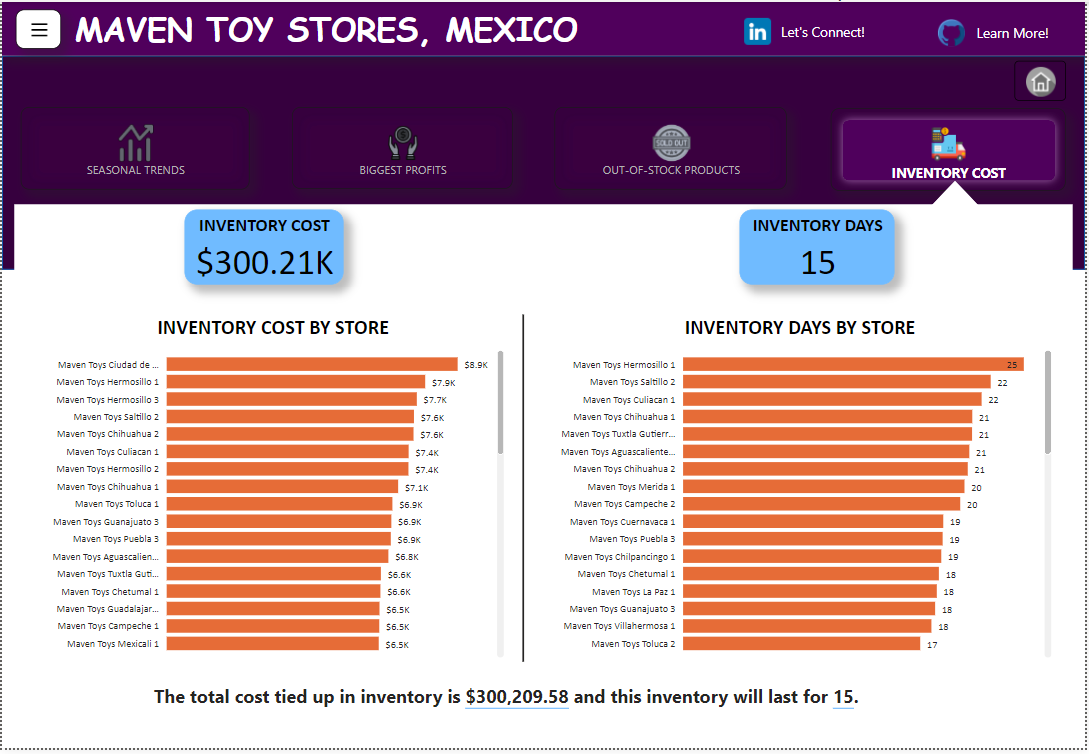 MAVEN TOY STORES, MEXICO
in Let's Connect!
Learn More!
SEASONAL TRENDS
BIGGEST PROFITS
SOLD OUT
OUT-OF-STOCK PRODUCTS
INVENTORY COST
INVENTORY COST
$300.21K
INVENTORY DAYS
15
INVENTORY COST BY STORE
Maven Toys Ciudad de ... $8.9K
Maven Toys Hermosillo 1 $7.9K
Maven Toys Hermosillo 3 $7.7K
Maven Toys Saltillo 2 $7.6K
Maven Toys Chihuahua 2 $7.6K
Maven Toys Culiacan 1 $7.4K
Maven Toys Hermosillo 2 $7.4K
Maven Toys Chihuahua 1 $7.1K
Maven Toys Toluca 1 $6.9K
Maven Toys Guanajuato 3 $6.9K
Maven Toys Puebla 3 $6.9K
Maven Toys Aguascalien... $6.8K
Maven Toys Tuxtla Guti... $6.6K
Maven Toys Chetumal 1 $6.6K
Maven Toys Guadalajar... $6.5K
Maven Toys Campeche 1 $6.5K
Maven Toys Mexicali 1 $6.5K
INVENTORY DAYS BY STORE
Maven Toys Hermosillo 1 25
Maven Toys Saltillo 2 22
Maven Toys Culiacan 1 22
Maven Toys Chihuahua 1 21
Maven Toys Tuxtla Gutierr... 21
Maven Toys Aguascaliente... 21
Maven Toys Chihuahua 2 21
Maven Toys Merida 1 20
Maven Toys Campeche 2 20
Maven Toys Cuernavaca 1 19
Maven Toys Puebla 3 19
Maven Toys Chilpancingo 1 19
Maven Toys Chetumal 1 18
Maven Toys La Paz 1 18
Maven Toys Guanajuato 3 18
Maven Toys Villahermosa 1 18
Maven Toys Toluca 2 17
The total cost tied up in inventory is $300,209.58 and this inventory will last for 15.